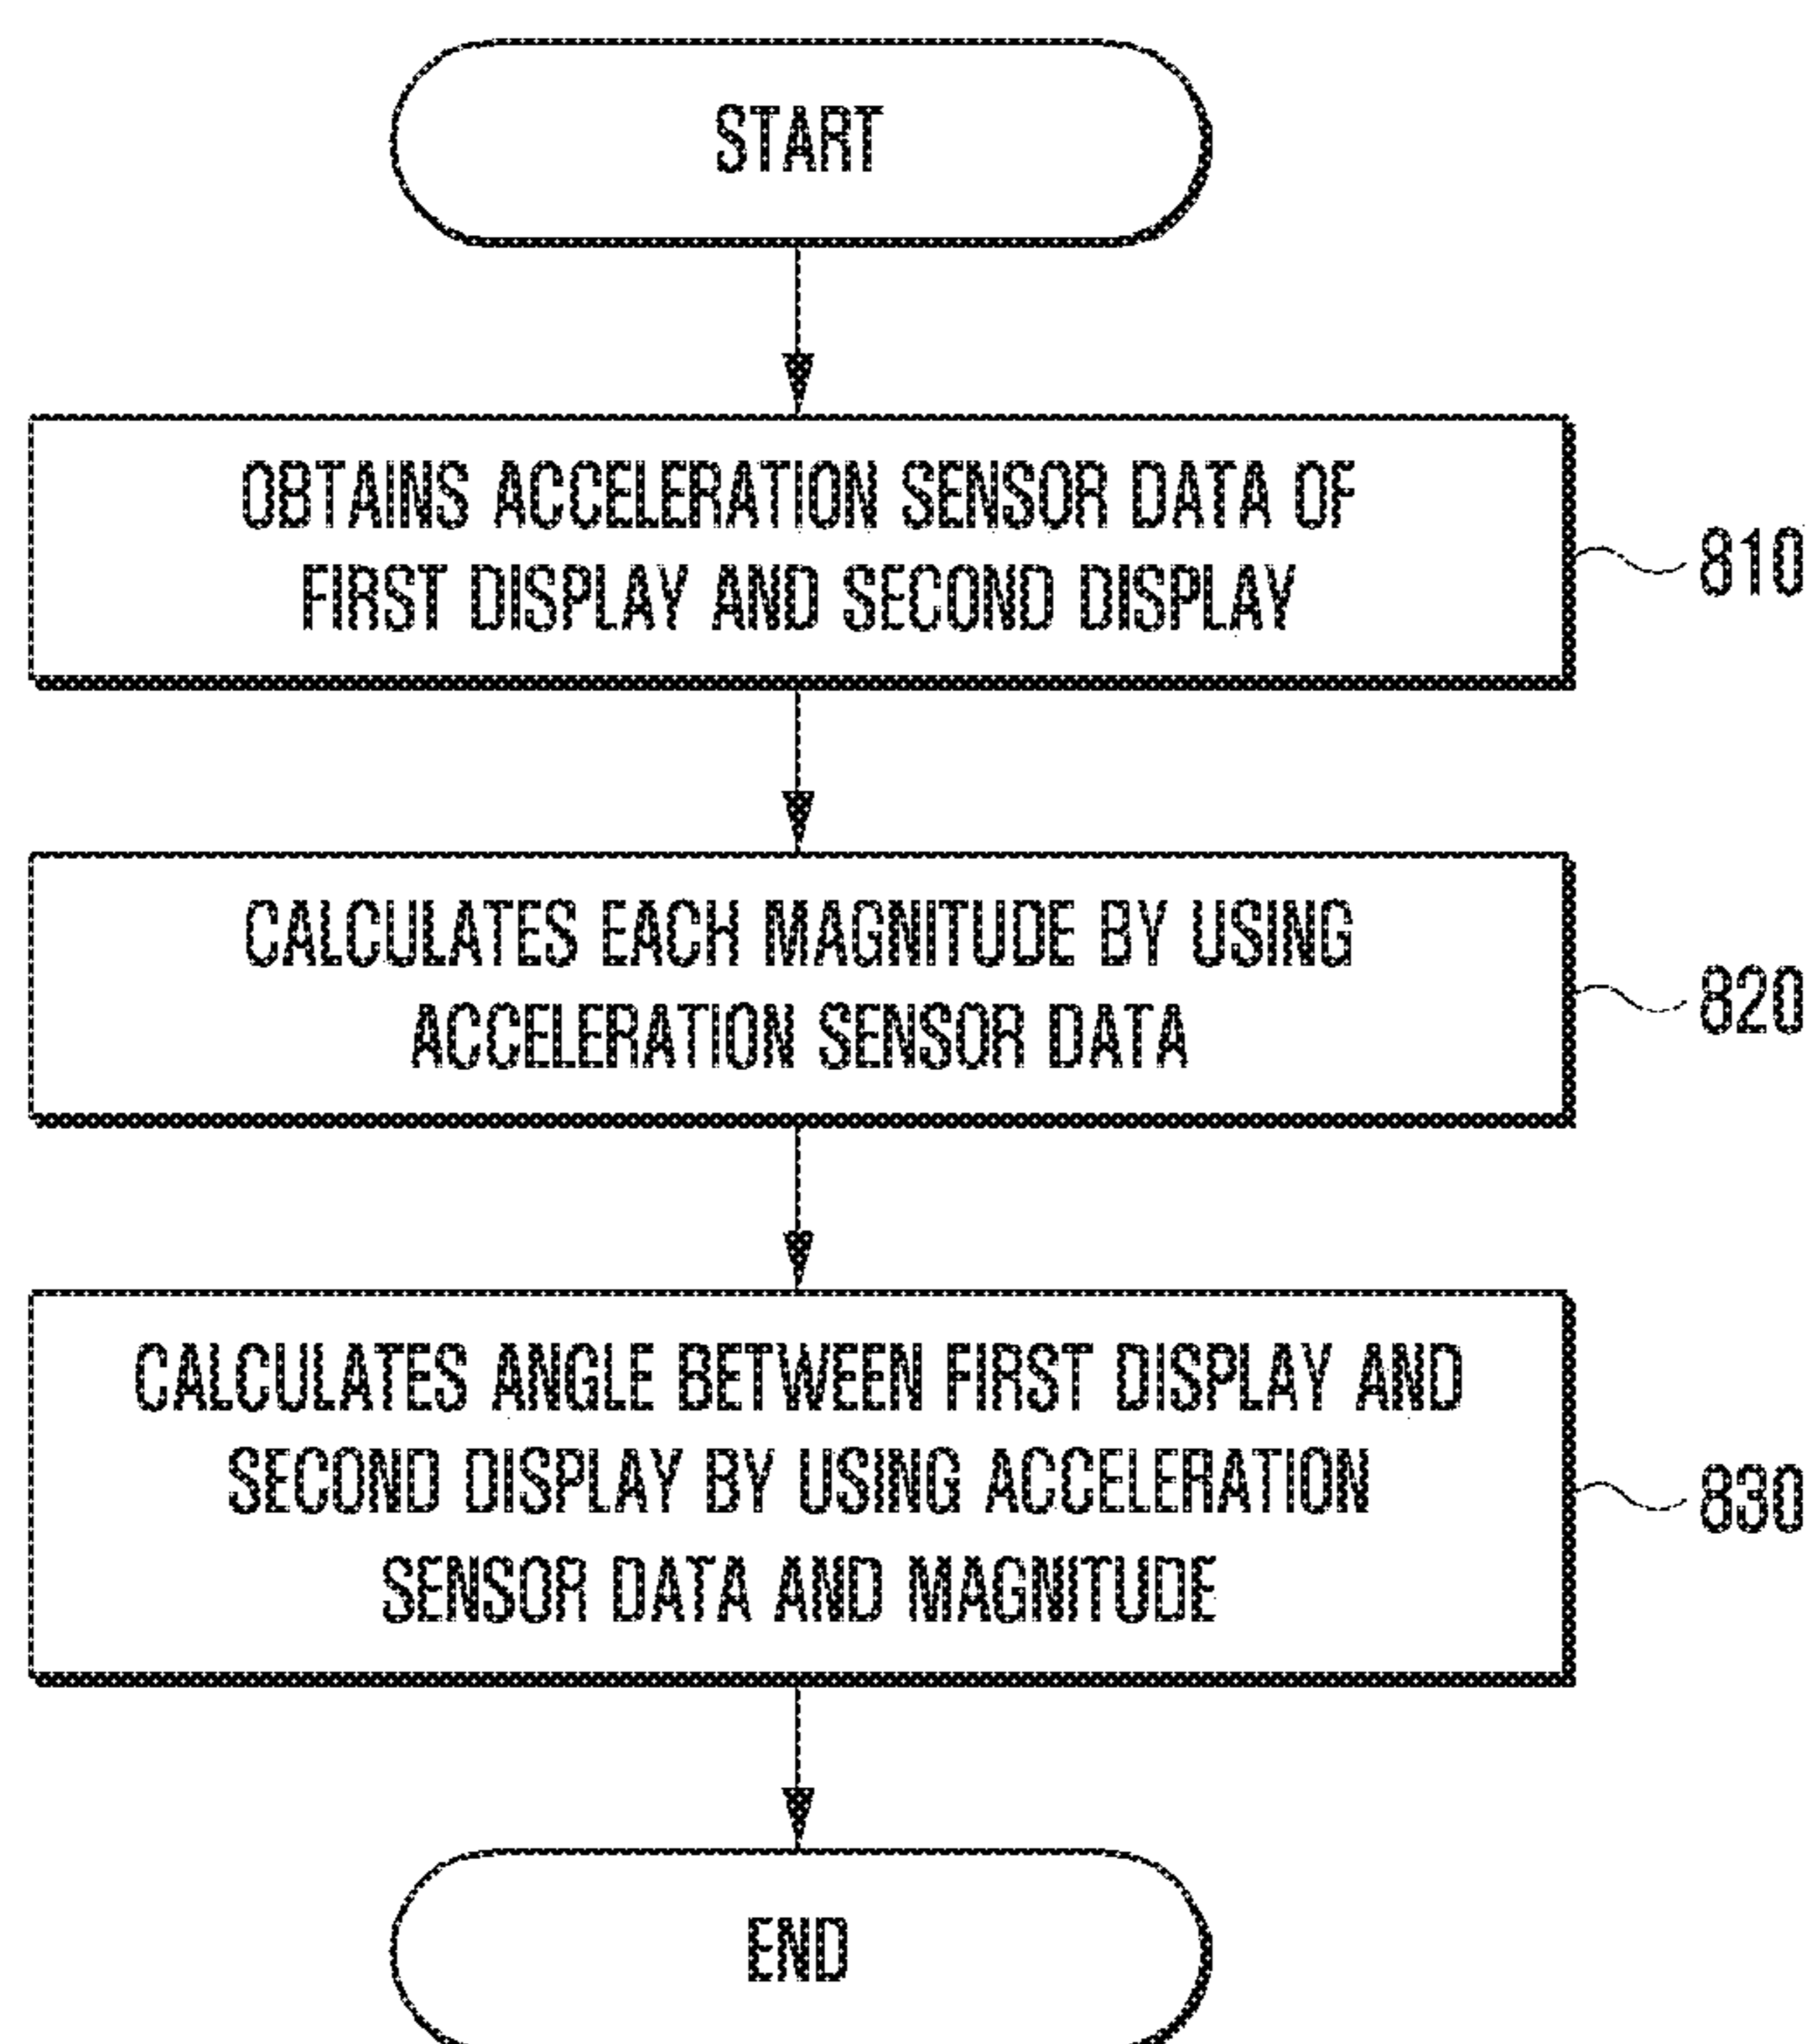 START
OBTAINS ACCELERATION SENSOR DATA OF
FIRST DISPLAY AND SECOND DISPLAY
810
CALCULATES EACH MAGNITUDE BY USING
ACCELERATION SENSOR DATA
820
CALCULATES ANGLE BETWEEN FIRST DISPLAY AND
SECOND DISPLAY BY USING ACCELERATION
SENSOR DATA AND MAGNITUDE
830
END